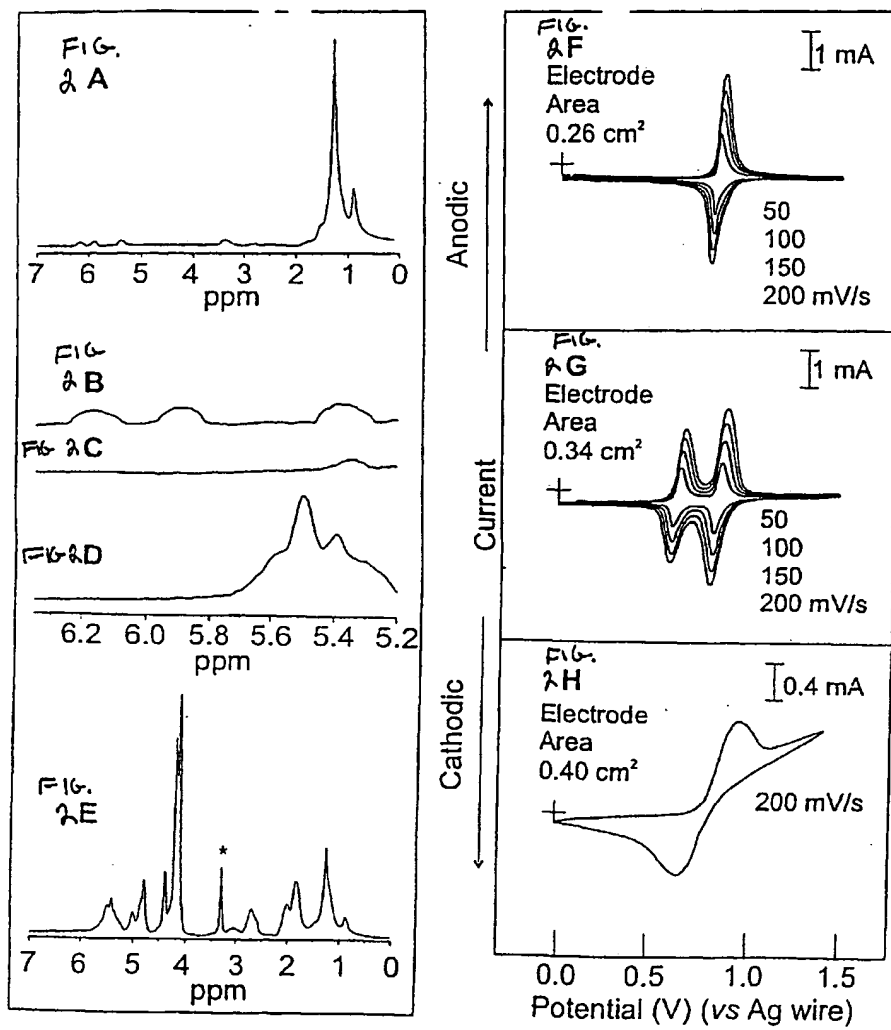 FIG.
2 A
7 6 5 4 3 2 1 0
ppm
FIG
2 B
FIG 2C
FIG 2D
6.2 6.0 5.8 5.6 5.4 5.2
ppm
FIG.
2E
*
7 6 5 4 3 2 1 0
ppm
Anodic
Current
Cathodic
FIG.
2F
Electrode
Area
0.26 cm²
1 mA
50
100
150
200 mV/s
FIG.
2G
Electrode
Area
0.34 cm²
1 mA
50
100
150
200 mV/s
FIG.
2H
Electrode
Area
0.40 cm²
0.4 mA
200 mV/s
0.0 0.5 1.0 1.5
Potential (V) (vs Ag wire)